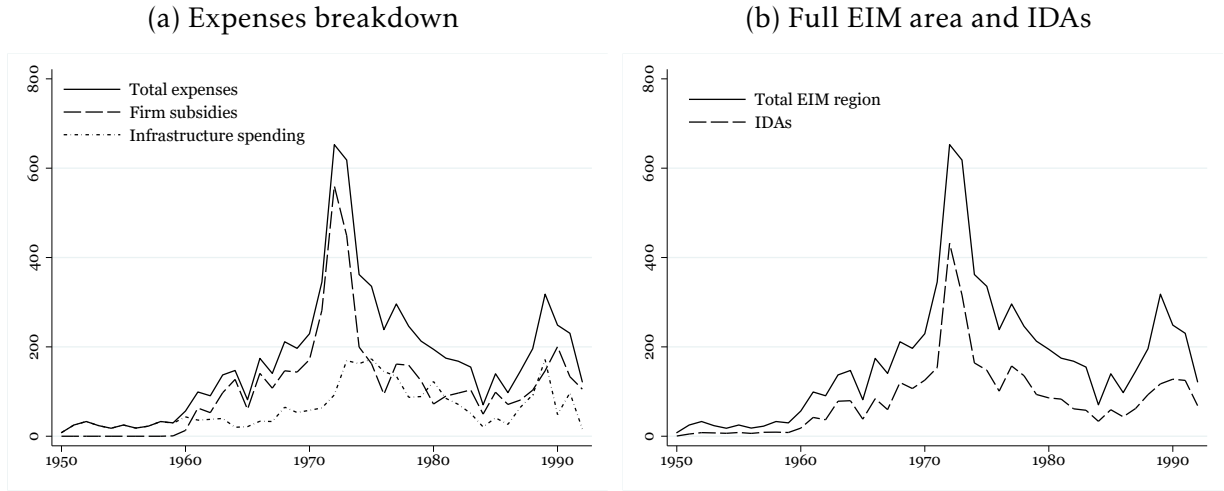 (a) Expenses breakdown
800
600
400
200
0
Total expenses
Firm subsidies
Infrastructure spending
1950 1960 1970 1980 1990
(b) Full EIM area and IDAs
800
600
400
200
0
Total EIM region
IDAs
1950 1960 1970 1980 1990